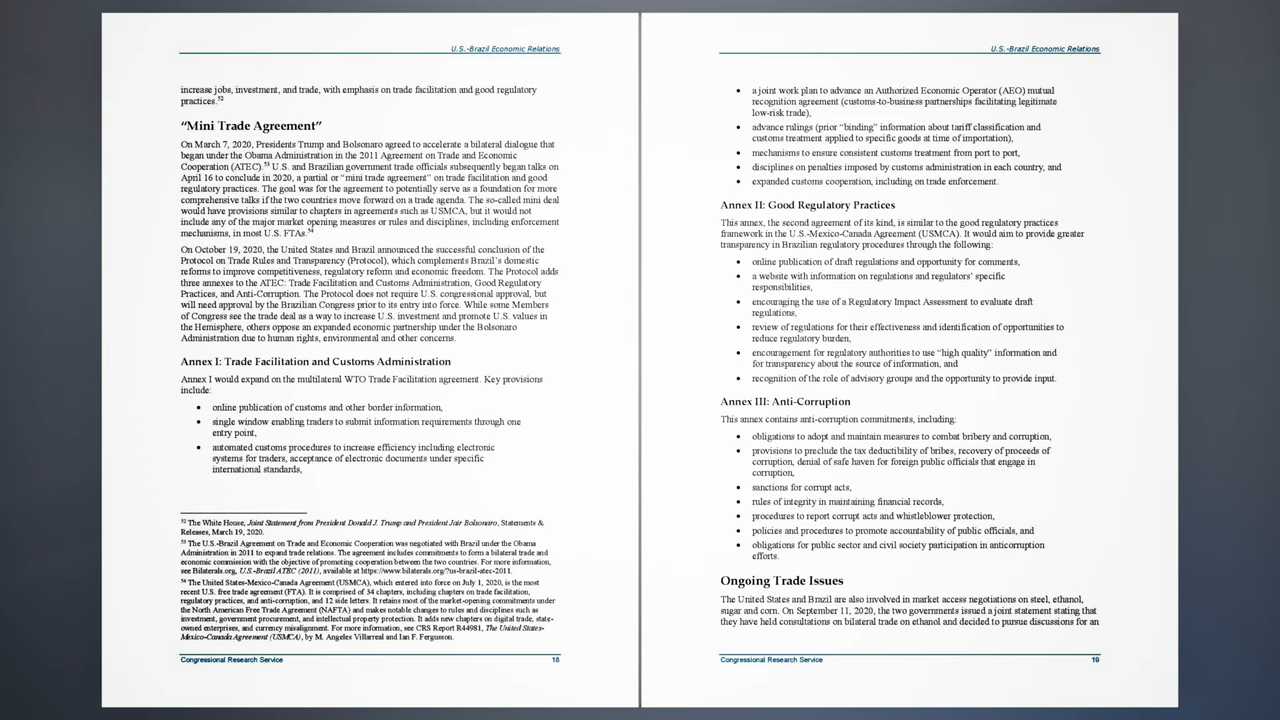 U.S.-Brazil Economic Relations
increase jobs, investment, and trade, with emphasis on trade facilitation and good regulatory
practices.52
“Mini Trade Agreement”
On March 7, 2020, Presidents Trump and Bolsonaro agreed to accelerate a bilateral dialogue that
began under the Obama Administration in the 2011 Agreement on Trade and Economic
Cooperation (ATEC).53 U.S. and Brazilian government trade officials subsequently began talks on
April 16 to conclude in 2020, a partial or “mini trade agreement” on trade facilitation and good
regulatory practices. The goal was for the agreement to potentially serve as a foundation for more
comprehensive talks if the two countries move forward on a trade agenda. The so-called mini deal
would have provisions similar to chapters in agreements such as USMCA, but it would not
include any of the major market opening measures or rules and disciplines, including enforcement
mechanisms, in most U.S. FTAs.54
On October 19, 2020, the United States and Brazil announced the successful conclusion of the
Protocol on Trade Rules and Transparency (Protocol), which complements Brazil’s domestic
reforms to improve competitiveness, regulatory reform and economic freedom. The Protocol adds
three annexes to the ATEC: Trade Facilitation and Customs Administration, Good Regulatory
Practices, and Anti-Corruption. The Protocol does not require U.S. congressional approval, but
will need approval by the Brazilian Congress prior to its entry into force. While some Members
of Congress see the trade deal as a way to increase U.S. investment and promote U.S. values in
the Hemisphere, others oppose an expanded economic partnership under the Bolsonaro
Administration due to human rights, environmental and other concerns.
Annex I: Trade Facilitation and Customs Administration
Annex I would expand on the multilateral WTO Trade Facilitation agreement. Key provisions
include:
• online publication of customs and other border information,
• single window enabling traders to submit information requirements through one
entry point,
• automated customs procedures to increase efficiency including electronic
systems for traders, acceptance of electronic documents under specific
international standards,
52 The White House, Joint Statement from President Donald J. Trump and President Jair Bolsonaro, Statements &
Releases, March 19, 2020.
53 The U.S.-Brazil Agreement on Trade and Economic Cooperation was negotiated with Brazil under the Obama
Administration in 2011 to expand trade relations. The agreement includes commitments to form a bilateral trade and
economic commission with the objective of promoting cooperation between the two countries. For more information,
see Bilaterals.org, U.S.-Brazil ATEC (2011), available at https://www.bilaterals.org/?us-brazil-atec-2011.
54 The United States-Mexico-Canada Agreement (USMCA), which entered into force on July 1, 2020, is the most
recent U.S. free trade agreement (FTA). It is comprised of 34 chapters, including chapters on trade facilitation,
regulatory practices, and anti-corruption, and 12 side letters. It retains most of the market-opening commitments under
the North American Free Trade Agreement (NAFTA) and makes notable changes to rules and disciplines such as
investment, government procurement, and intellectual property protection. It adds new chapters on digital trade, state-
owned enterprises, and currency misalignment. For more information, see CRS Report R44981, The United States-
Mexico-Canada Agreement (USMCA), by M. Angeles Villarreal and Ian F. Fergusson.
Congressional Research Service 18
U.S.-Brazil Economic Relations
• a joint work plan to advance an Authorized Economic Operator (AEO) mutual
recognition agreement (customs-to-business partnerships facilitating legitimate
low-risk trade),
• advance rulings (prior “binding” information about tariff classification and
customs treatment applied to specific goods at time of importation),
• mechanisms to ensure consistent customs treatment from port to port,
• disciplines on penalties imposed by customs administration in each country, and
• expanded customs cooperation, including on trade enforcement.
Annex II: Good Regulatory Practices
This annex, the second agreement of its kind, is similar to the good regulatory practices
framework in the U.S.-Mexico-Canada Agreement (USMCA). It would aim to provide greater
transparency in Brazilian regulatory procedures through the following:
• online publication of draft regulations and opportunity for comments,
• a website with information on regulations and regulators’ specific
responsibilities,
• encouraging the use of a Regulatory Impact Assessment to evaluate draft
regulations,
• review of regulations for their effectiveness and identification of opportunities to
reduce regulatory burden,
• encouragement for regulatory authorities to use “high quality” information and
for transparency about the source of information, and
• recognition of the role of advisory groups and the opportunity to provide input.
Annex III: Anti-Corruption
This annex contains anti-corruption commitments, including:
• obligations to adopt and maintain measures to combat bribery and corruption,
• provisions to preclude the tax deductibility of bribes, recovery of proceeds of
corruption, denial of safe haven for foreign public officials that engage in
corruption,
• sanctions for corrupt acts,
• rules of integrity in maintaining financial records,
• procedures to report corrupt acts and whistleblower protection,
• policies and procedures to promote accountability of public officials, and
• obligations for public sector and civil society participation in anticorruption
efforts.
Ongoing Trade Issues
The United States and Brazil are also involved in market access negotiations on steel, ethanol,
sugar and corn. On September 11, 2020, the two governments issued a joint statement stating that
they have held consultations on bilateral trade on ethanol and decided to pursue discussions for an
Congressional Research Service 19